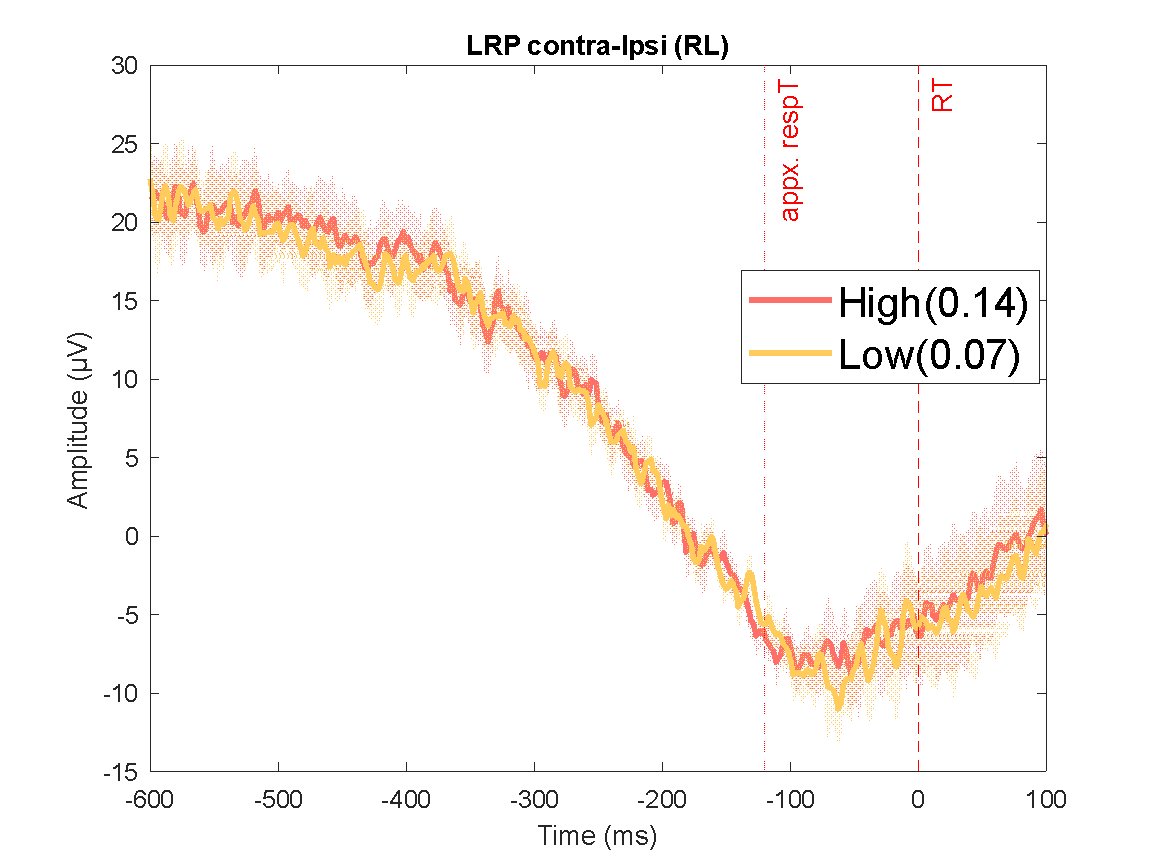 LRP contra-Ipsi (RL)
30
25
20
15
10
5
0
-5
-10
-15
Amplitude (µV)
appx. respT
RT
High(0.14)
Low(0.07)
-600 -500 -400 -300 -200 -100 0 100
Time (ms)